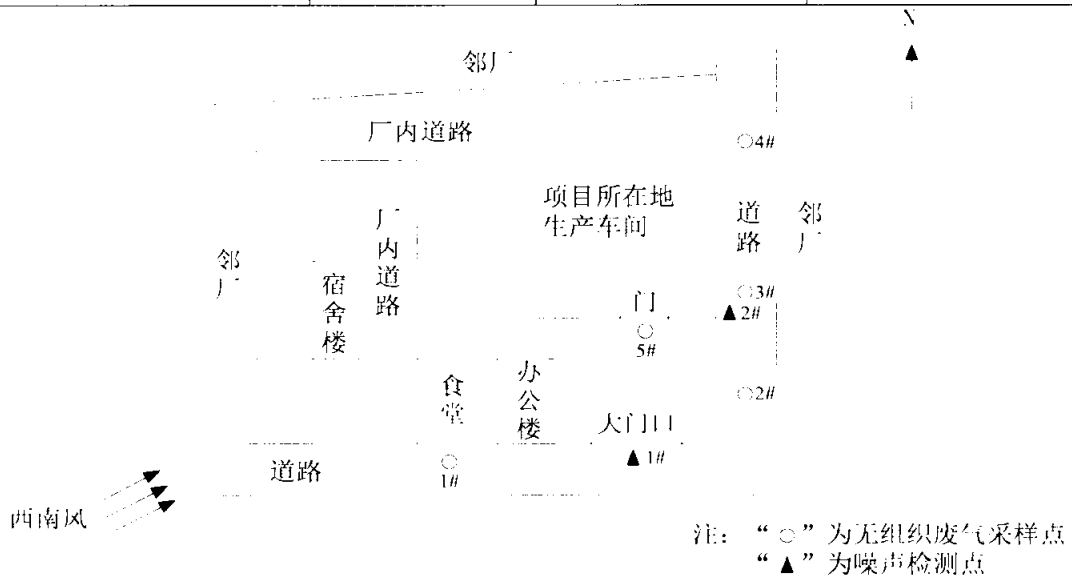 N
邻厂
厂内道路
4#
项目所在地
生产车间
厂内道路
道路
邻厂
邻厂
宿舍楼
门
3#
2#
5#
食堂
办公楼
2#
大门口
1#
道路
1#
西南风
注：“○”为无组织废气采样点
“▲”为噪声检测点